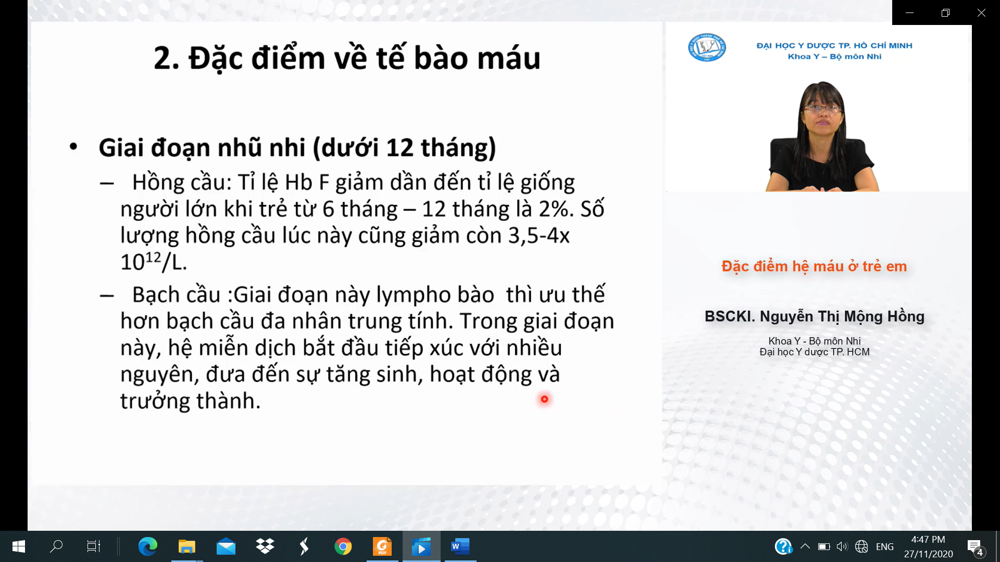 2. Đặc điểm về tế bào máu
• Giai đoạn nhũ nhi (dưới 12 tháng)
– Hồng cầu: Tỉ lệ Hb F giảm dần đến tỉ lệ giống
người lớn khi trẻ từ 6 tháng – 12 tháng là 2%. Số
lượng hồng cầu lúc này cũng giảm còn 3,5-4x
10¹²/L.
– Bạch cầu :Giai đoạn này lympho bào thì ưu thế
hơn bạch cầu đa nhân trung tính. Trong giai đoạn
này, hệ miễn dịch bắt đầu tiếp xúc với nhiều
nguyên, đưa đến sự tăng sinh, hoạt động và
trưởng thành.
ĐẠI HỌC Y DƯỢC TP. HỒ CHÍ MINH
Khoa Y – Bộ môn Nhi
Đặc điểm hệ máu ở trẻ em
BSCKI. Nguyễn Thị Mộng Hồng
Khoa Y - Bộ môn Nhi
Đại học Y dược TP. HCM
PDF
W
ENG
4:47 PM
27/11/2020
4